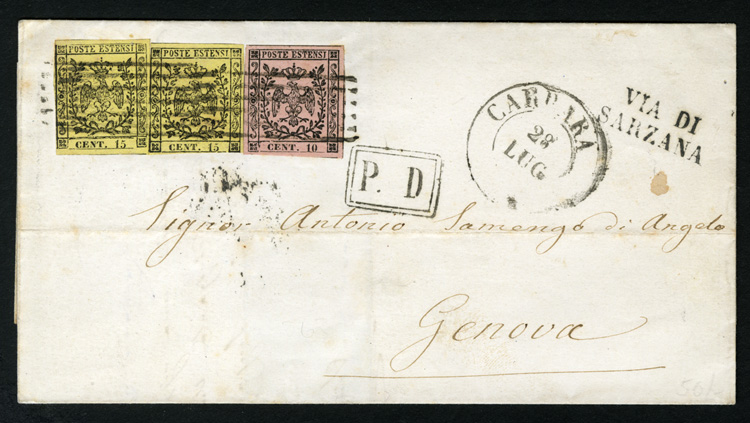 POSTE ESTENSI
CENT. 15
POSTE ESTENSI
CENT. 15
POSTE ESTENSI
CENT. 10
P. D
CARRARA
28
LUG
VIA DI
SARZANA
Signor Antonio Samengo di Angelo
Genova